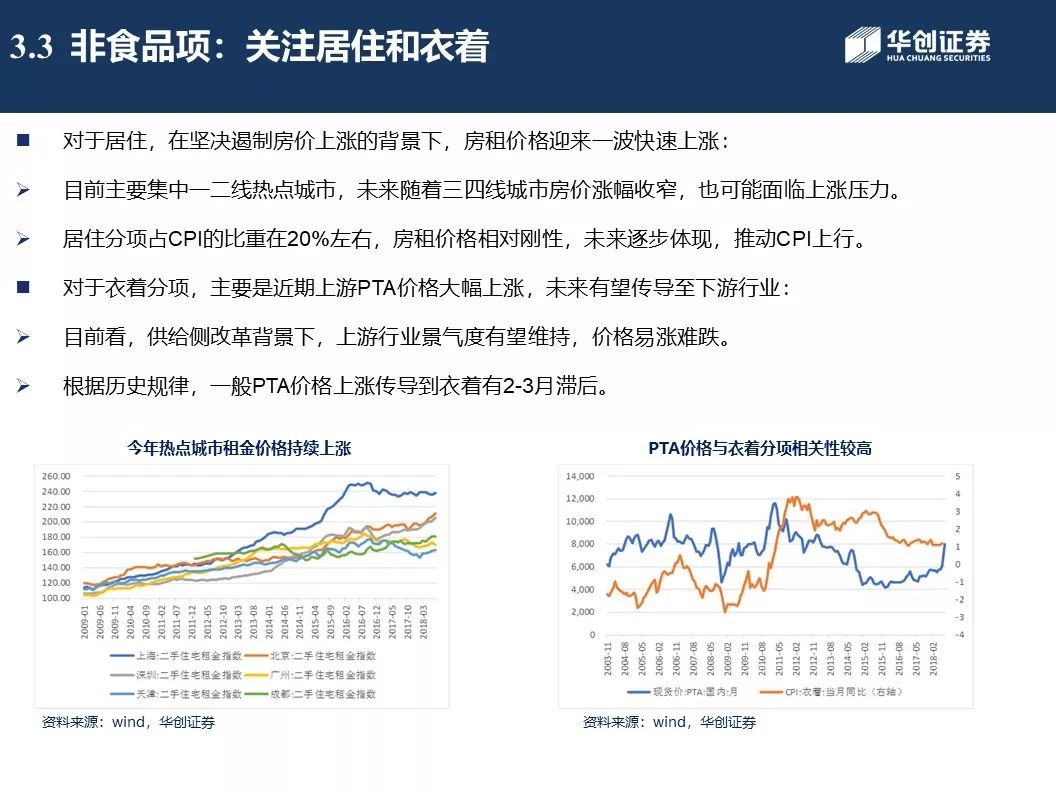 3.3 非食品项：关注居住和衣着
华创证券
HUA CHUANG SECURITIES
对于居住，在坚决遏制房价上涨的背景下，房租价格迎来一波快速上涨：
目前主要集中一二线热点城市，未来随着三四线城市房价涨幅收窄，也可能面临上涨压力。
居住分项占CPI的比重在20%左右，房租价格相对刚性，未来逐步体现，推动CPI上行。
对于衣着分项，主要是近期上游PTA价格大幅上涨，未来有望传导至下游行业：
目前看，供给侧改革背景下，上游行业景气度有望维持，价格易涨难跌。
根据历史规律，一般PTA价格上涨传导到衣着有2-3月滞后。
今年热点城市租金价格持续上涨
260.00
240.00
220.00
200.00
180.00
160.00
140.00
120.00
100.00
2009-01 2009-06 2009-11 2010-04 2010-09 2011-02 2011-07 2011-12 2012-05 2012-10 2013-03 2013-08 2014-01 2014-06 2014-11 2015-04 2015-09 2016-02 2016-07 2016-12 2017-05 2017-10 2018-03
上海:二手住宅租金指数 北京:二手住宅租金指数
深圳:二手住宅租金指数 广州:二手住宅租金指数
天津:二手住宅租金指数 成都:二手住宅租金指数
资料来源：wind，华创证券
PTA价格与衣着分项相关性较高
14,000 5
12,000 4
10,000 3
8,000 2
6,000 1
4,000 0
2,000 -1
0 -2
-3
-4
2003-11 2004-08 2005-05 2006-02 2006-11 2007-08 2008-05 2009-02 2009-11 2010-08 2011-05 2012-02 2012-11 2013-08 2014-05 2015-02 2015-11 2016-08 2017-05 2018-02
现货价:PTA:国内:月 CPI:衣着:当月同比（右轴）
资料来源：wind，华创证券